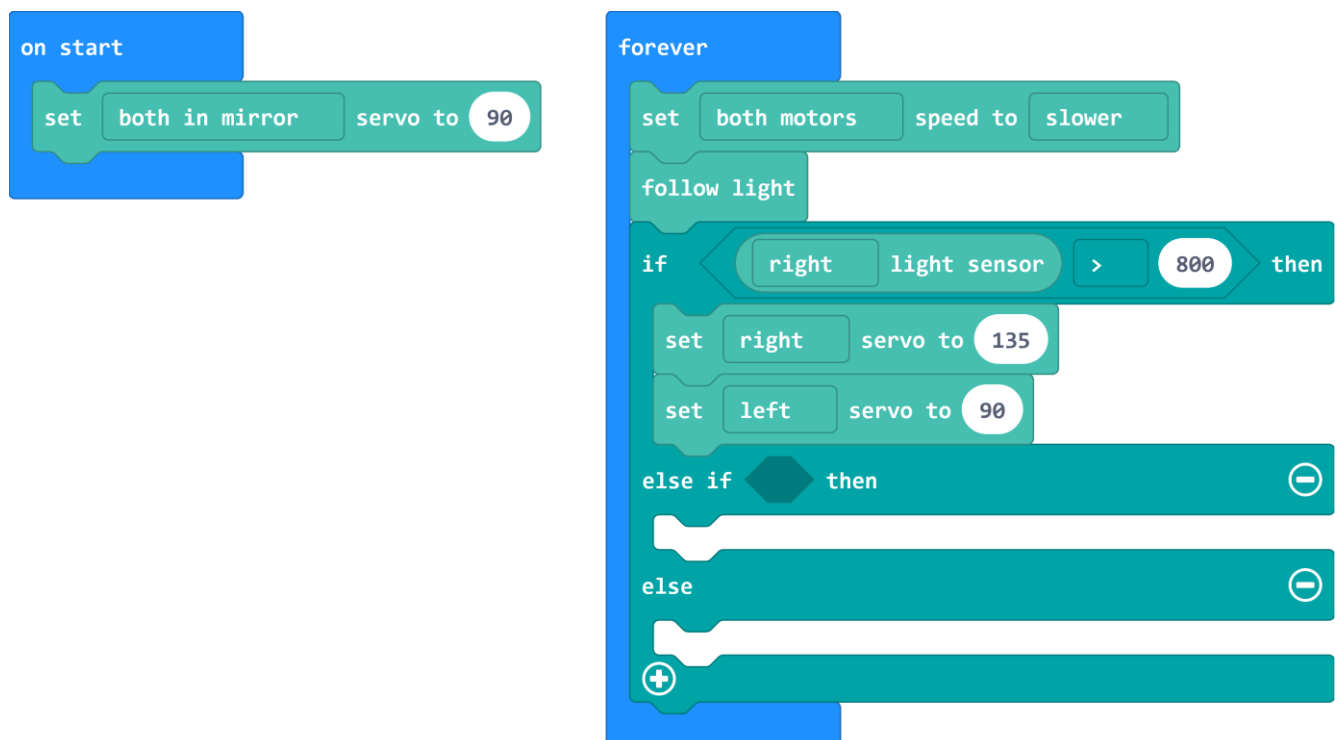 on start
set both in mirror servo to 90
forever
set both motors speed to slower
follow light
if right light sensor > 800 then
set right servo to 135
set left servo to 90
else if then
else